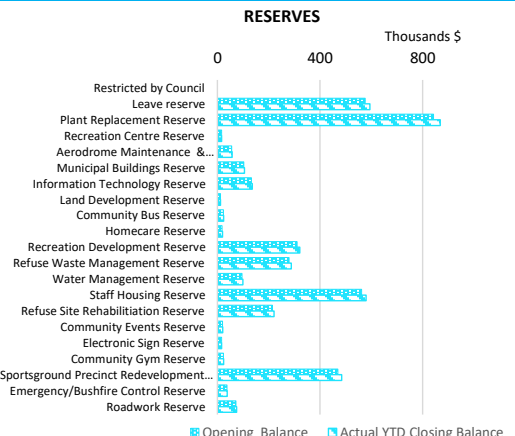 RESERVES
Thousands $
0 400 800
Restricted by Council
Leave reserve
Plant Replacement Reserve
Recreation Centre Reserve
Aerodrome Maintenance &...
Municipal Buildings Reserve
Information Technology Reserve
Land Development Reserve
Community Bus Reserve
Homecare Reserve
Recreation Development Reserve
Refuse Waste Management Reserve
Water Management Reserve
Staff Housing Reserve
Refuse Site Rehabilitiation Reserve
Community Events Reserve
Electronic Sign Reserve
Community Gym Reserve
Sportsground Precinct Redevelopment...
Emergency/Bushfire Control Reserve
Roadwork Reserve
Opening Balance Actual YTD Closing Balance